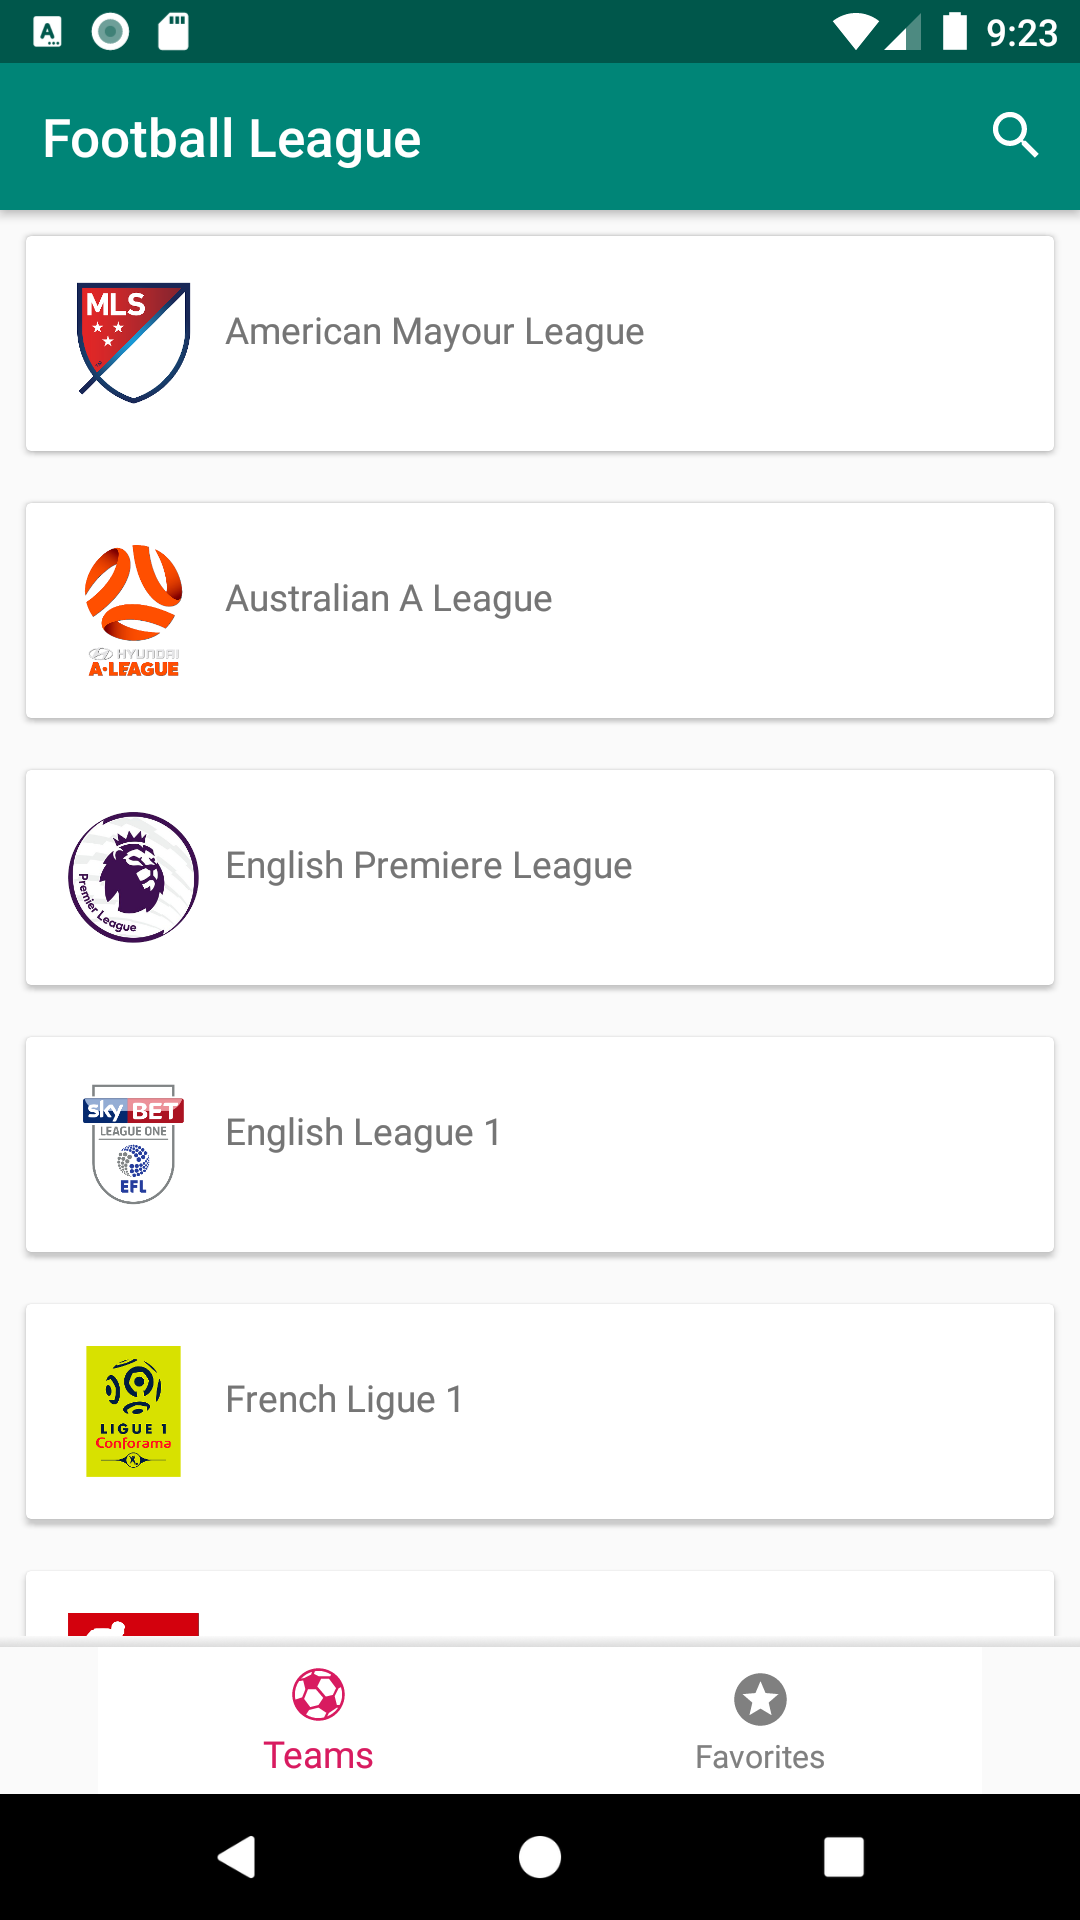 9:23
Football League
MLS
American Mayour League
HYUNDAI
A·LEAGUE
Australian A League
Premier League
English Premiere League
sky BET
LEAGUE ONE
EFL
English League 1
LIGUE 1
Conforama
French Ligue 1
Teams
Favorites